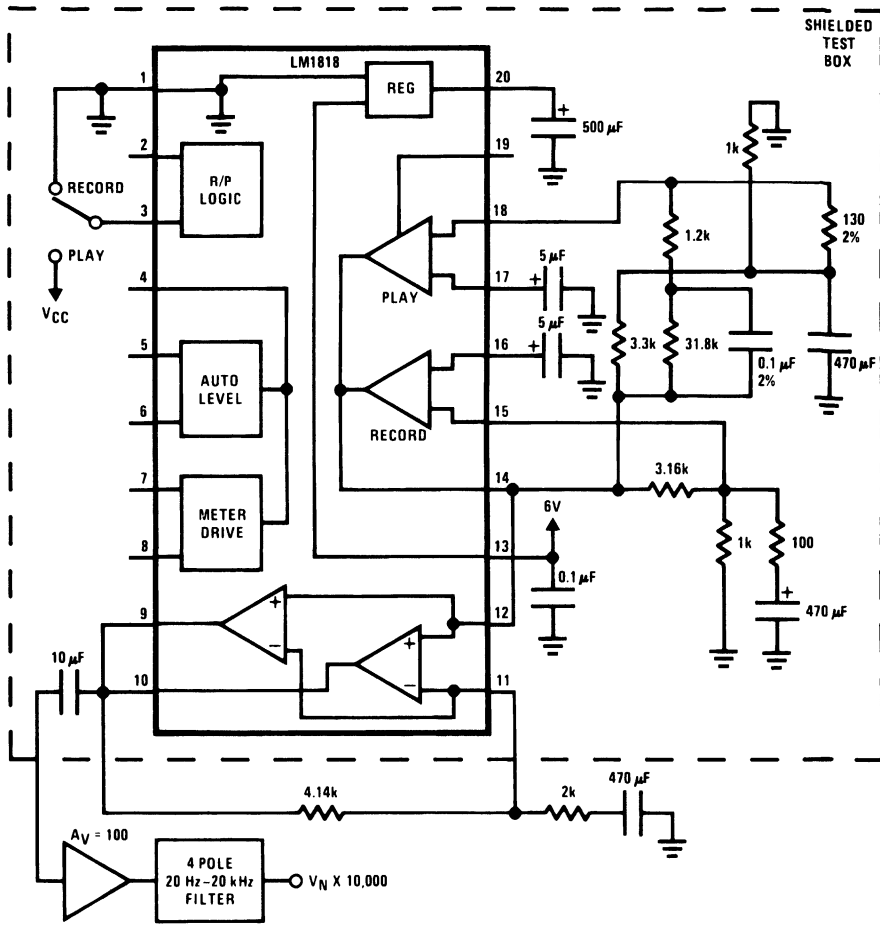 SHIELDED
TEST
BOX
LM1818
1
20
REG
+
500 μF
1k
2
19
R/P
LOGIC
RECORD
3
18
130
2%
1.2k
PLAY
VCC
4
PLAY
17
5 μF
+
5 μF
+
16
3.3k
31.8k
0.1 μF
2%
470 μF
5
AUTO
LEVEL
6
RECORD
15
7
14
3.16k
METER
DRIVE
8
6V
13
0.1 μF
1k
100
+
470 μF
9
+
−
12
10 μF
10
+
−
11
4.14k
2k
470 μF
AV = 100
4 POLE
20 Hz–20 kHz
FILTER
VN X 10,000